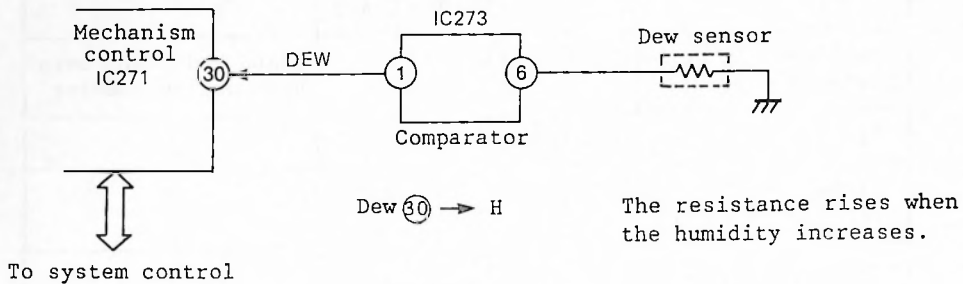 Mechanism
control
IC271
30
DEW
IC273
1
6
Comparator
Dew sensor
Dew 30 → H
The resistance rises when
the humidity increases.
To system control